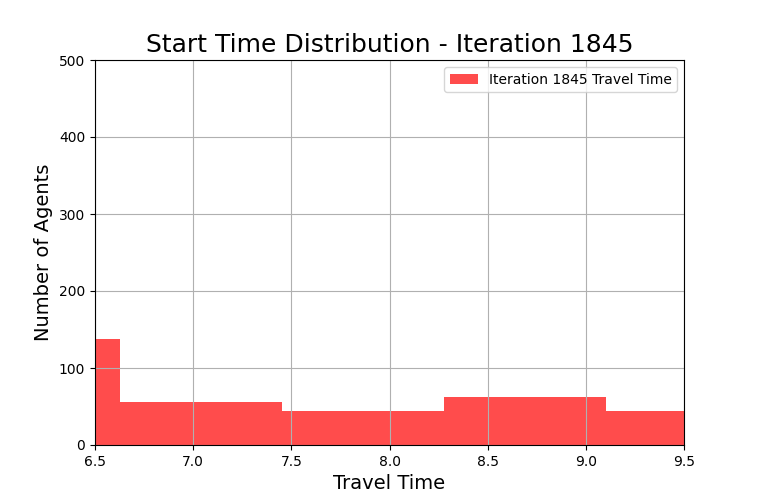 Start Time Distribution - Iteration 1845
500
Iteration 1845 Travel Time
400
300
200
100
0
Number of Agents
6.5 7.0 7.5 8.0 8.5 9.0 9.5
Travel Time